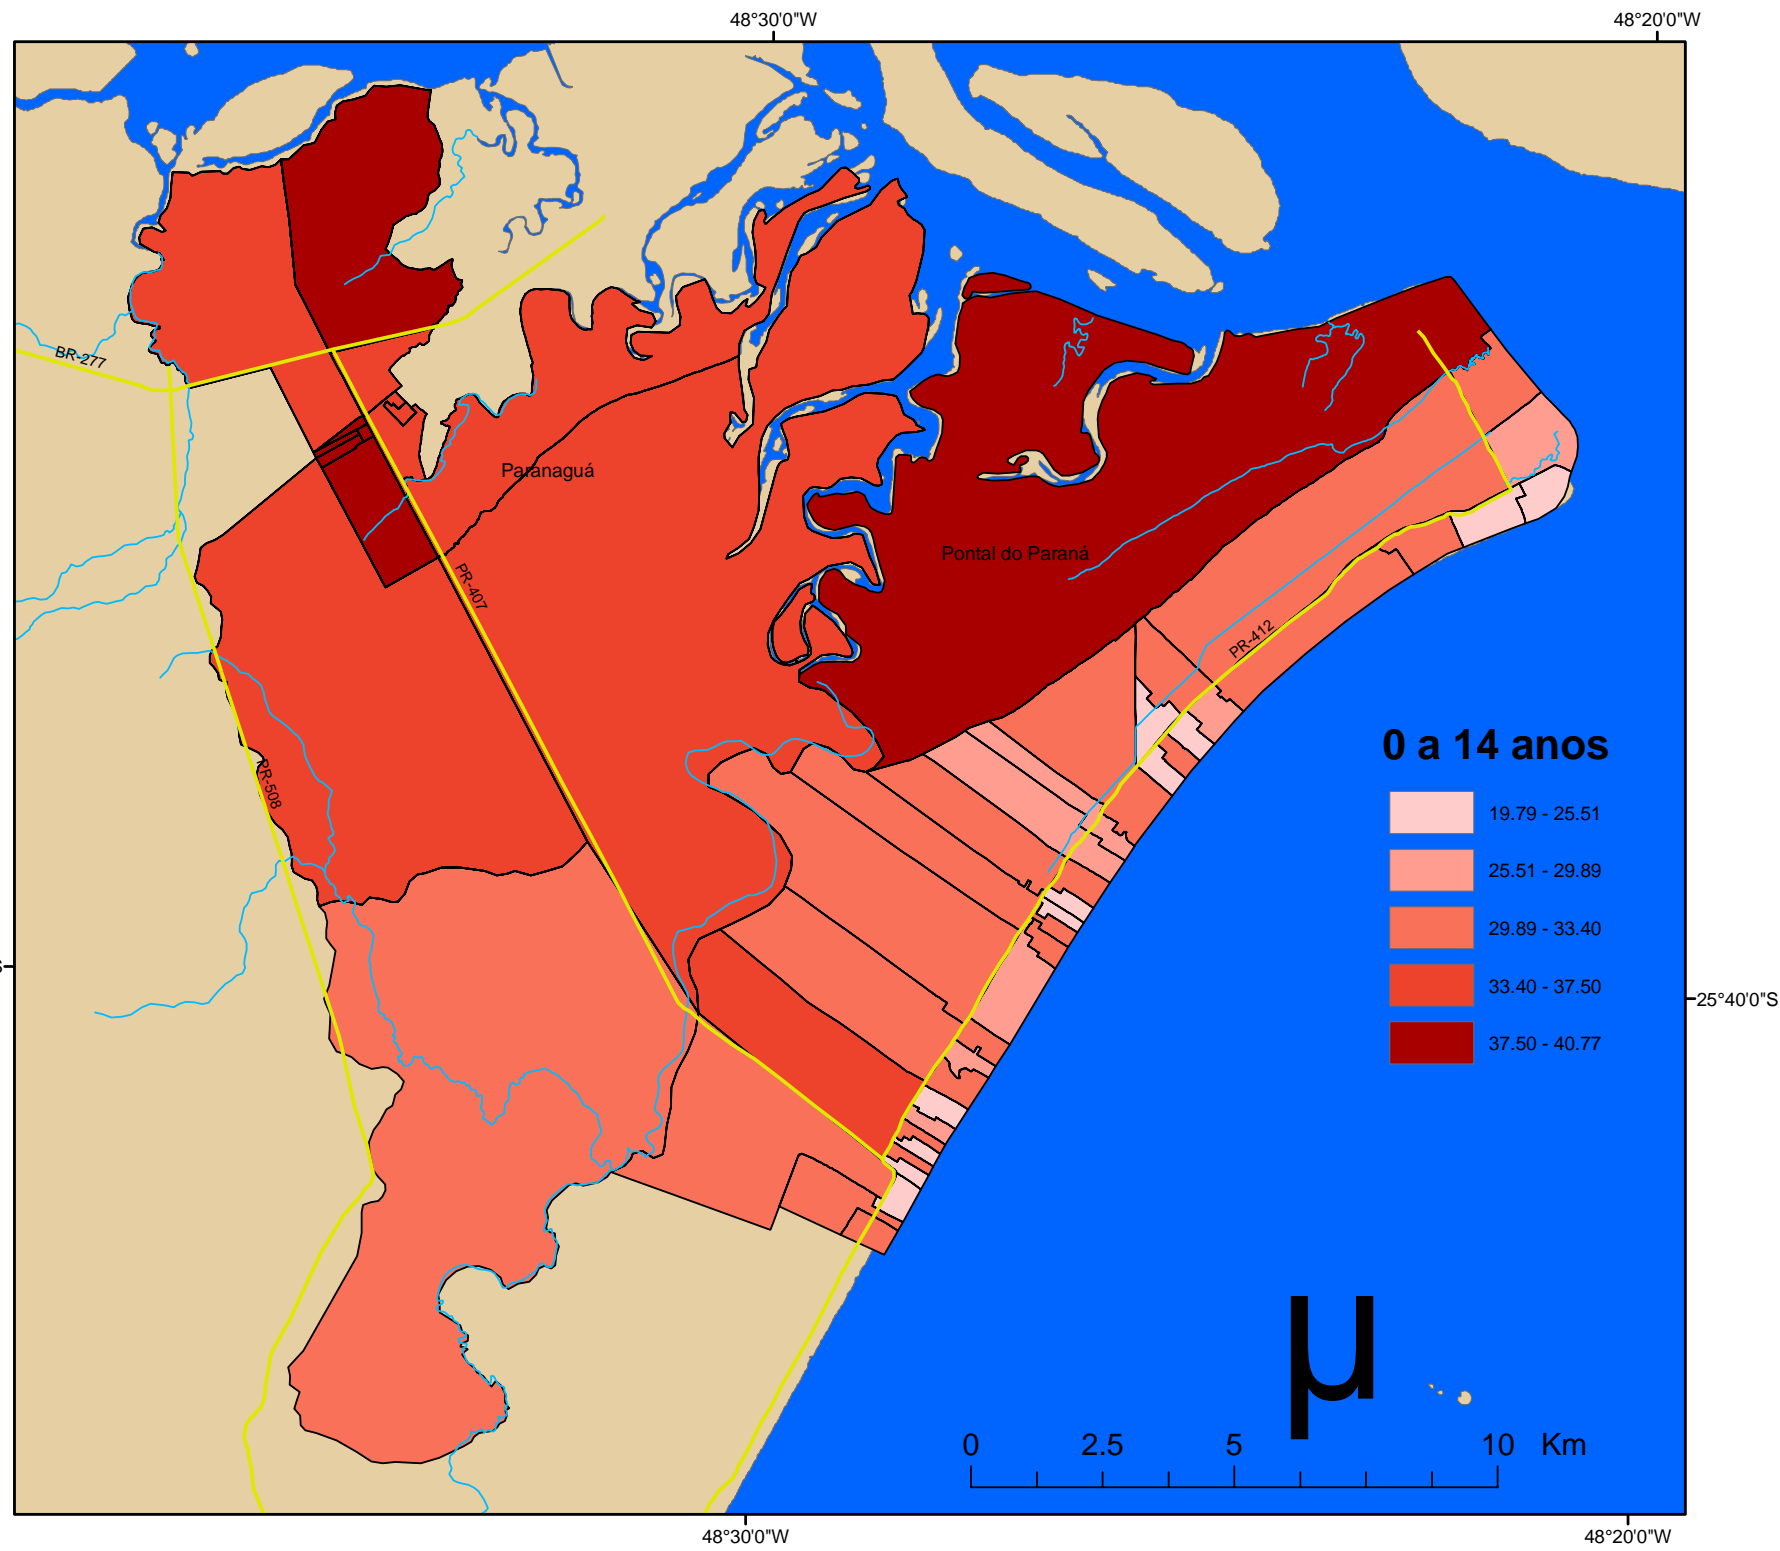 48°30'0"W
48°20'0"W
BR-277
Paranaguá
Pontal do Paraná
PR-407
PR-412
PR-508
0 a 14 anos
19.79 - 25.51
25.51 - 29.89
29.89 - 33.40
33.40 - 37.50
37.50 - 40.77
25°40'0"S
µ
0 2.5 5 10 Km
48°30'0"W
48°20'0"W